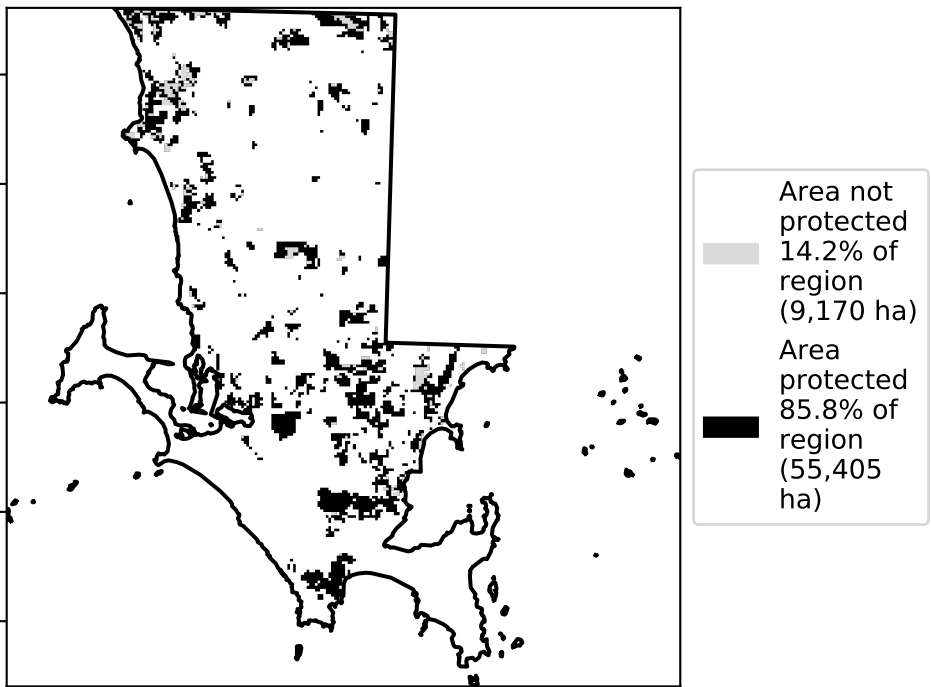 Area not
protected
14.2% of
region
(9,170 ha)
Area
protected
85.8% of
region
(55,405
ha)